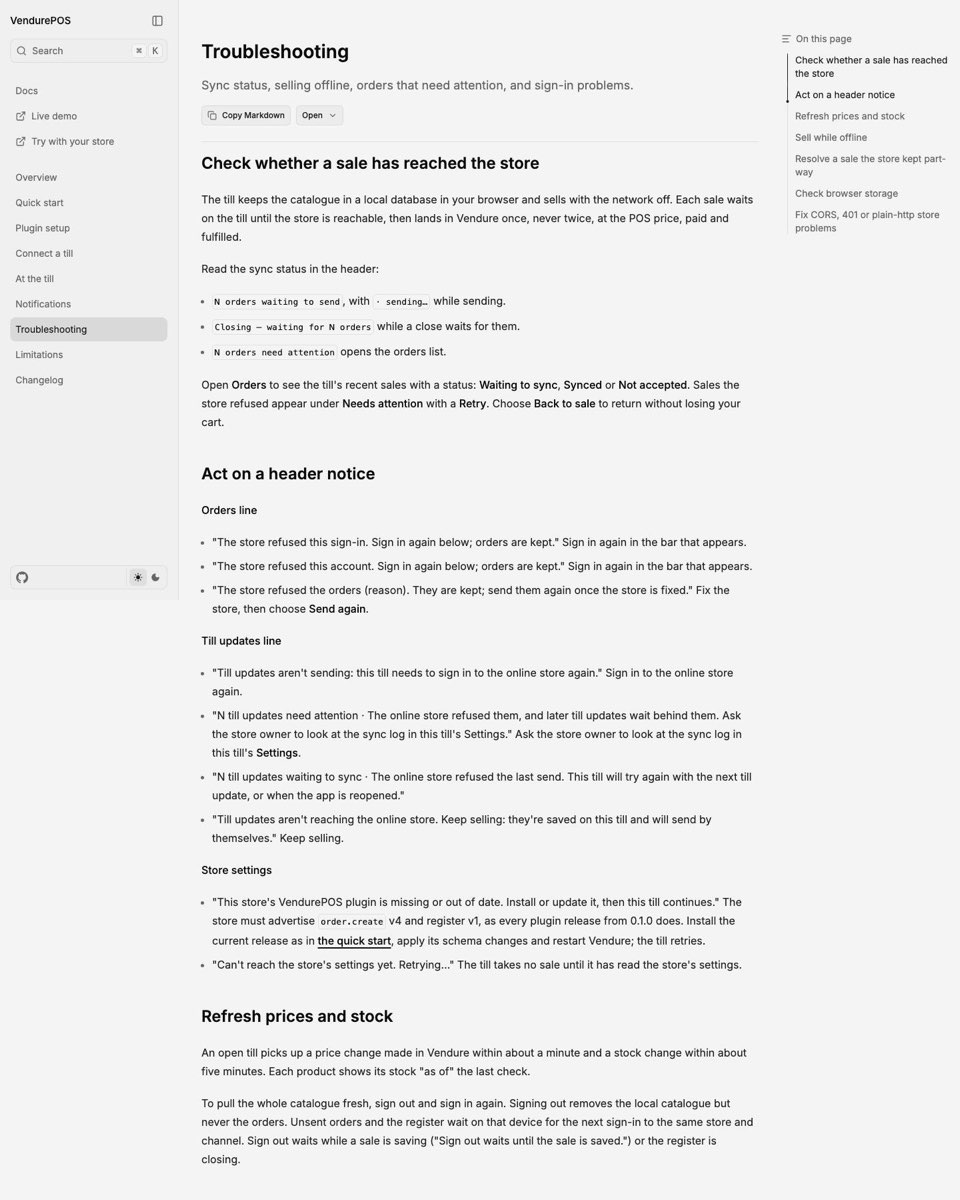 VendurePOS
Search
⌘ K
Docs
Live demo
Try with your store
Overview
Quick start
Plugin setup
Connect a till
At the till
Notifications
Troubleshooting
Limitations
Changelog
Troubleshooting
Sync status, selling offline, orders that need attention, and sign-in problems.
Copy Markdown
Open
Check whether a sale has reached the store
The till keeps the catalogue in a local database in your browser and sells with the network off. Each sale waits
on the till until the store is reachable, then lands in Vendure once, never twice, at the POS price, paid and
fulfilled.
Read the sync status in the header:
• N orders waiting to send, with · sending… while sending.
• Closing — waiting for N orders while a close waits for them.
• N orders need attention opens the orders list.
Open Orders to see the till's recent sales with a status: Waiting to sync, Synced or Not accepted. Sales the
store refused appear under Needs attention with a Retry. Choose Back to sale to return without losing your
cart.
Act on a header notice
Orders line
• "The store refused this sign-in. Sign in again below; orders are kept." Sign in again in the bar that appears.
• "The store refused this account. Sign in again below; orders are kept." Sign in again in the bar that appears.
• "The store refused the orders (reason). They are kept; send them again once the store is fixed." Fix the
store, then choose Send again.
Till updates line
• "Till updates aren't sending: this till needs to sign in to the online store again." Sign in to the online store
again.
• "N till updates need attention · The online store refused them, and later till updates wait behind them. Ask
the store owner to look at the sync log in this till's Settings." Ask the store owner to look at the sync log in
this till's Settings.
• "N till updates waiting to sync · The online store refused the last send. This till will try again with the next till
update, or when the app is reopened."
• "Till updates aren't reaching the online store. Keep selling: they're saved on this till and will send by
themselves." Keep selling.
Store settings
• "This store's VendurePOS plugin is missing or out of date. Install or update it, then this till continues." The
store must advertise order.create v4 and register v1, as every plugin release from 0.1.0 does. Install the
current release as in the quick start, apply its schema changes and restart Vendure; the till retries.
• "Can't reach the store's settings yet. Retrying…" The till takes no sale until it has read the store's settings.
Refresh prices and stock
An open till picks up a price change made in Vendure within about a minute and a stock change within about
five minutes. Each product shows its stock "as of" the last check.
To pull the whole catalogue fresh, sign out and sign in again. Signing out removes the local catalogue but
never the orders. Unsent orders and the register wait on that device for the next sign-in to the same store and
channel. Sign out waits while a sale is saving ("Sign out waits until the sale is saved.") or the register is
closing.
On this page
Check whether a sale has reached
the store
Act on a header notice
Refresh prices and stock
Sell while offline
Resolve a sale the store kept part-
way
Check browser storage
Fix CORS, 401 or plain-http store
problems